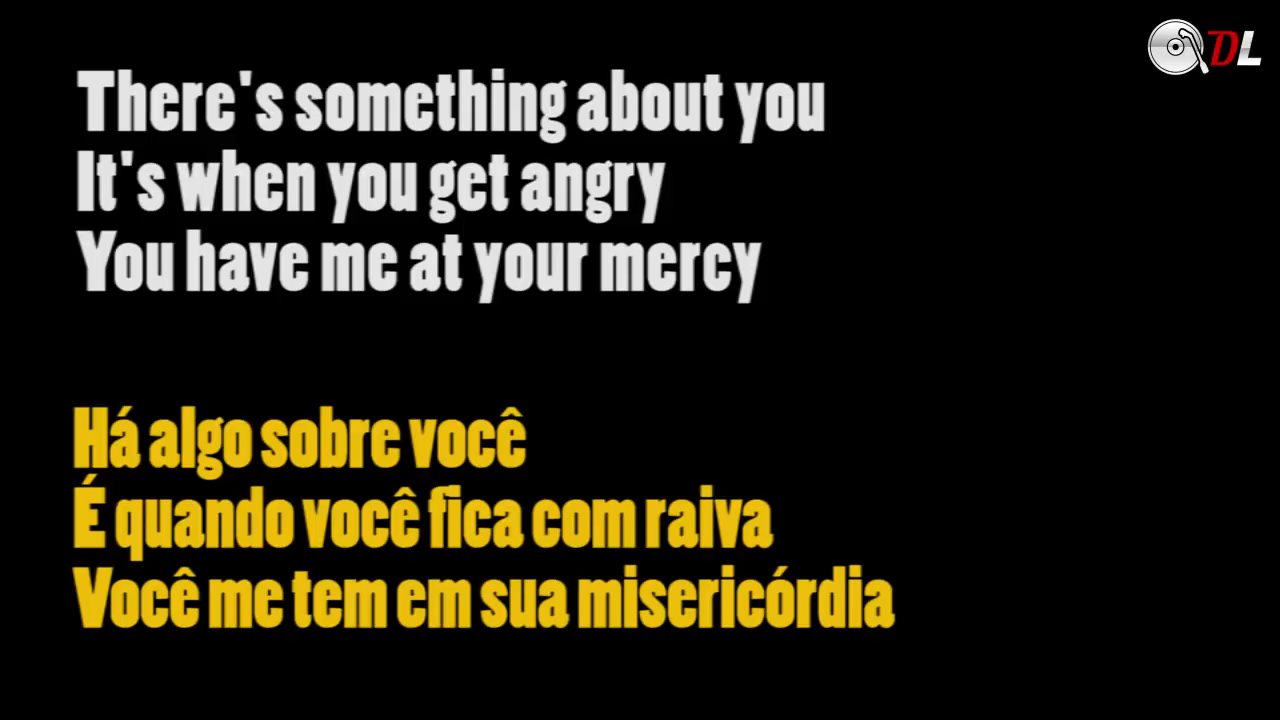 DL
There's something about you
It's when you get angry
You have me at your mercy
Há algo sobre você
É quando você fica com raiva
Você me tem em sua misericórdia